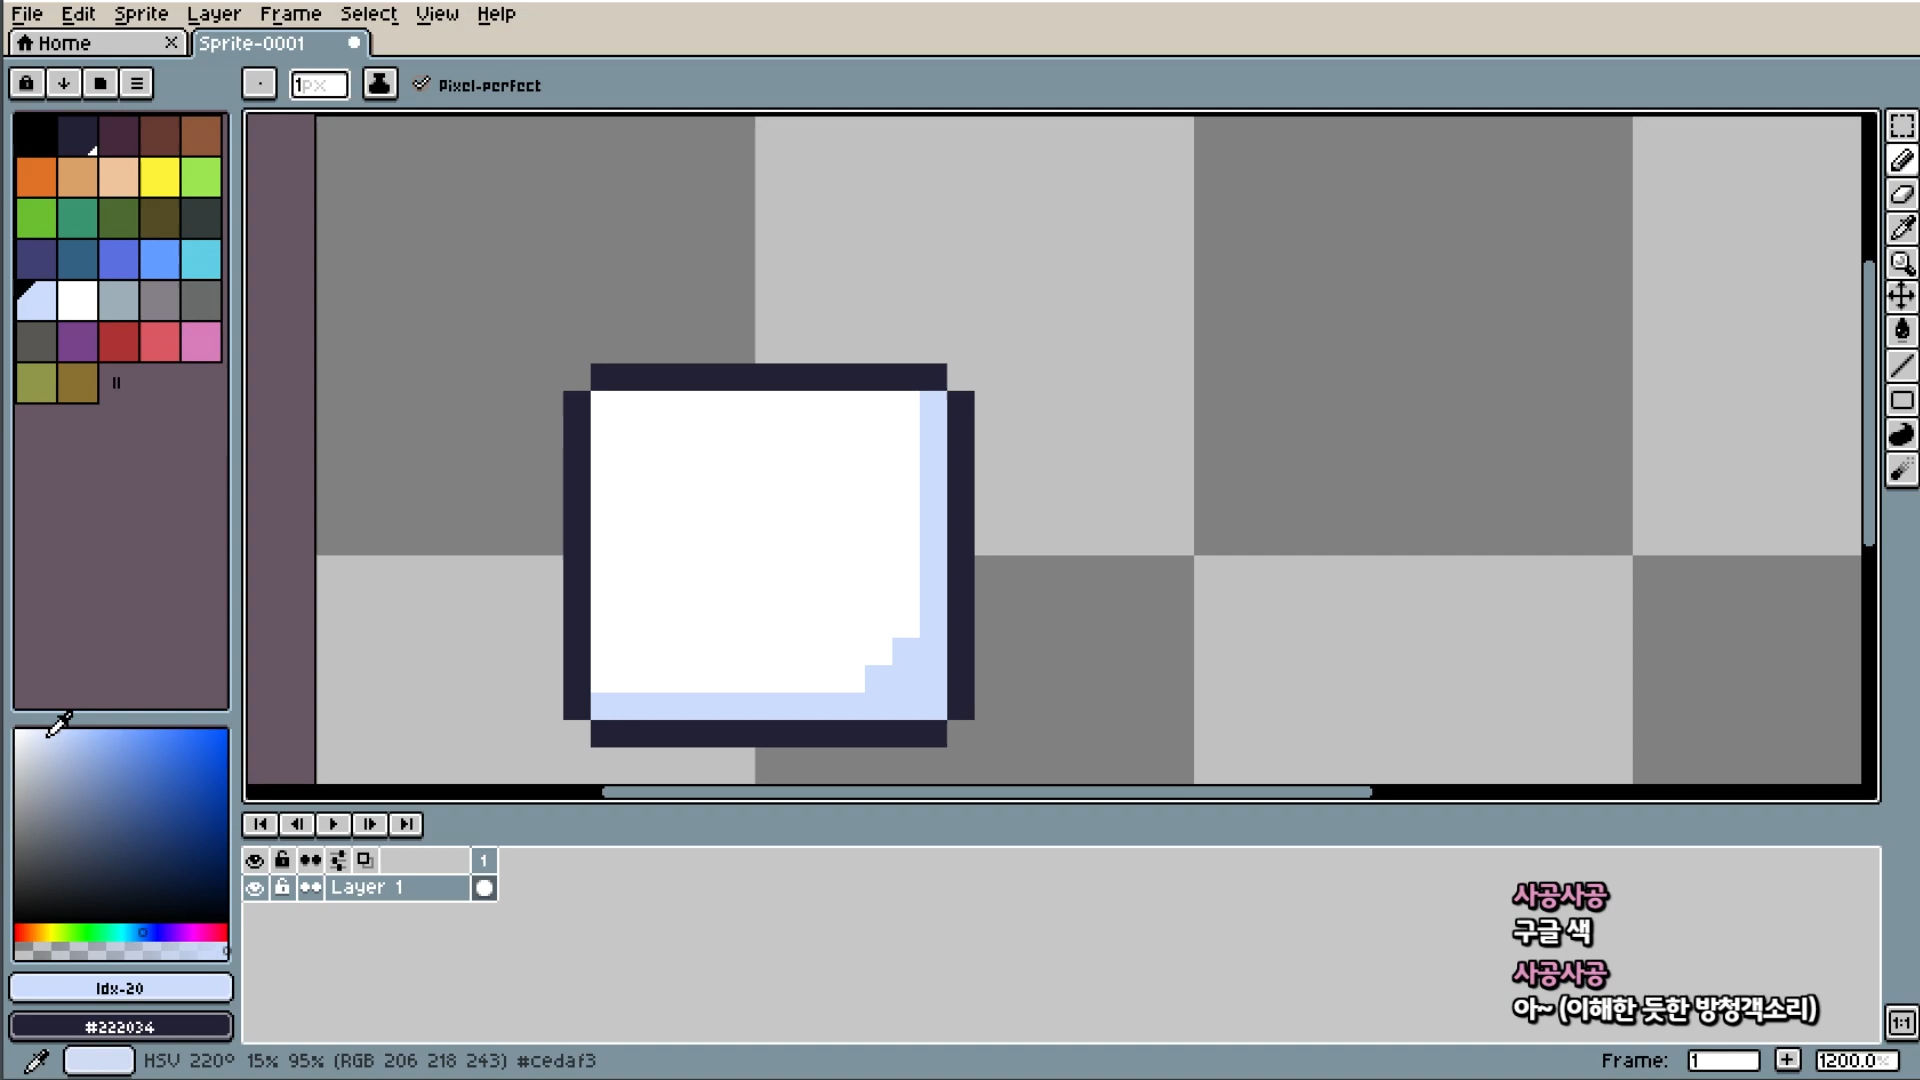 File Edit Sprite Layer Frame Select View Help
Home Sprite-0001
1px Pixel-perfect
1
Layer 1
사공사공
구글 색
사공사공
아~ (이해한 듯한 방청객소리)
Idx-20
#222034
1:1
HSV 220° 15% 95% (RGB 206 218 243) #cedaf3 Frame: 1 1200.0%